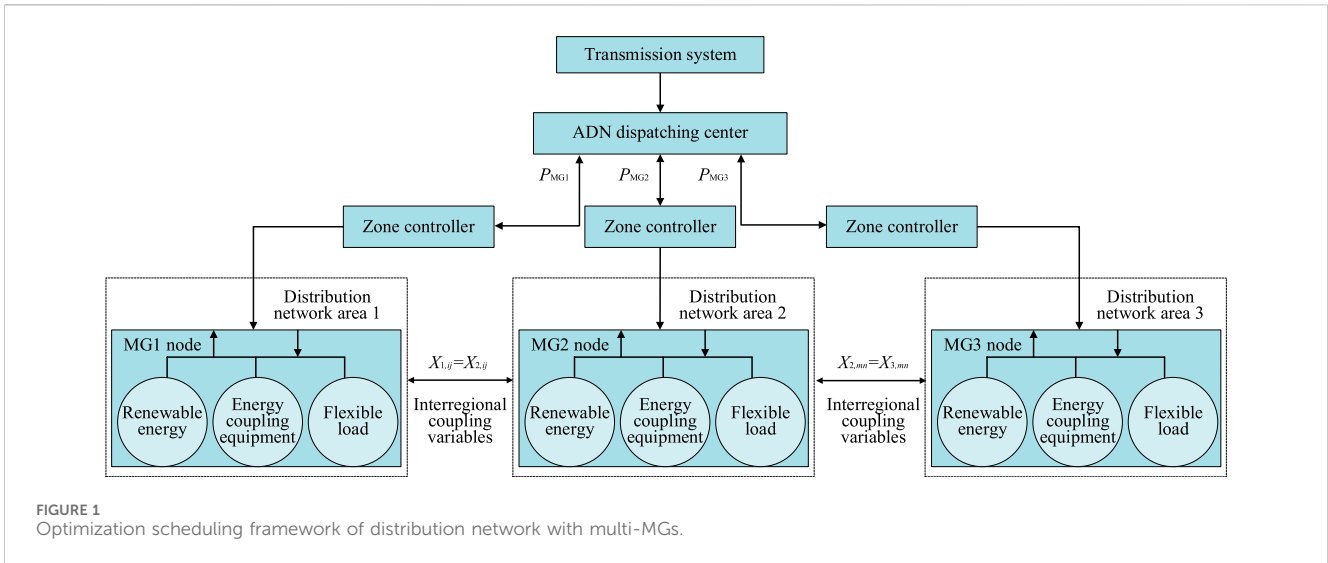 Transmission system
ADN dispatching center
PMG1
PMG2
PMG3
Zone controller
Zone controller
Zone controller
Distribution
network area 1
MG1 node
Renewable
energy
Energy
coupling
equipment
Flexible
load
X1,ij=X2,ij
Interregional
coupling
variables
Distribution
network area 2
MG2 node
Renewable
energy
Energy
coupling
equipment
Flexible
load
X2,mn=X3,mn
Interregional
coupling
variables
Distribution
network area 3
MG3 node
Renewable
energy
Energy
coupling
equipment
Flexible
load
FIGURE 1
Optimization scheduling framework of distribution network with multi-MGs.